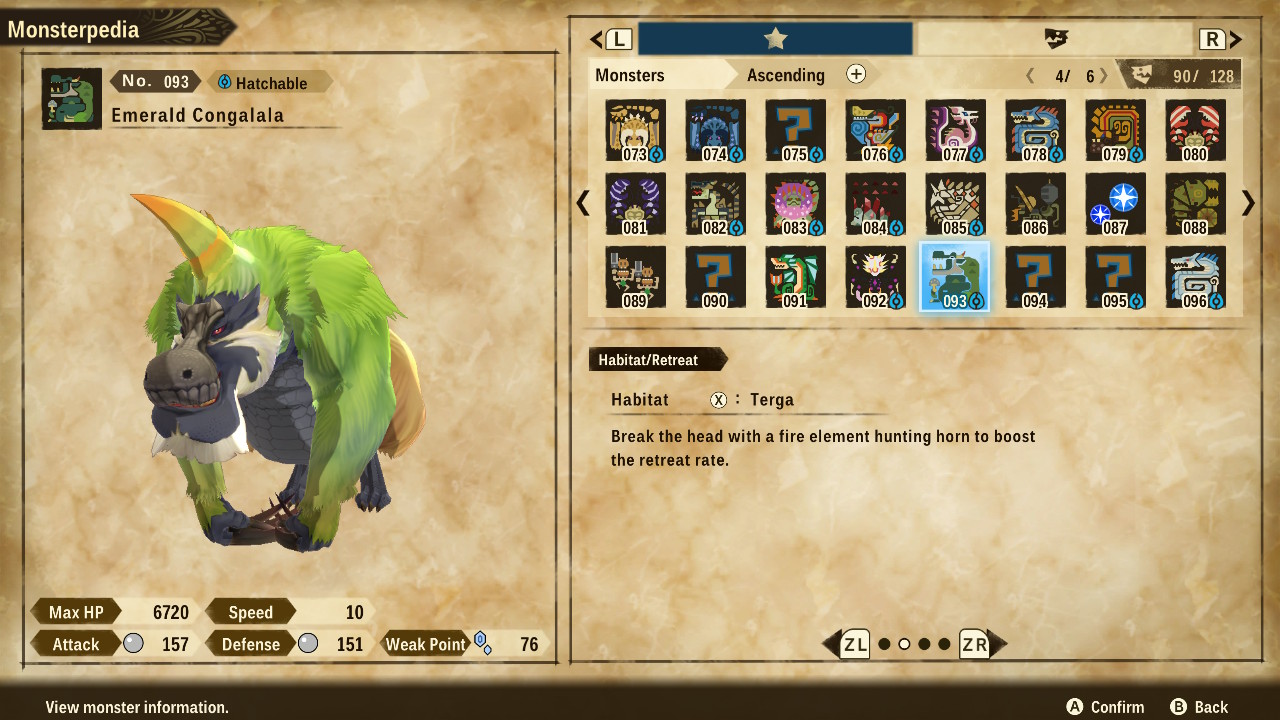 Monsterpedia
No. 093
Hatchable
Emerald Congalala
Max HP 6720
Speed 10
Attack 157
Defense 151
Weak Point 76
L
R
Monsters
Ascending
4/ 6
90/ 128
073 074 ? 075 076 077 078 079 080
081 082 083 084 085 086 087 088
089 ? 090 091 092 093 ? 094 ? 095 096
Habitat/Retreat
Habitat X : Terga
Break the head with a fire element hunting horn to boost
the retreat rate.
ZL ZR
View monster information.
A Confirm B Back